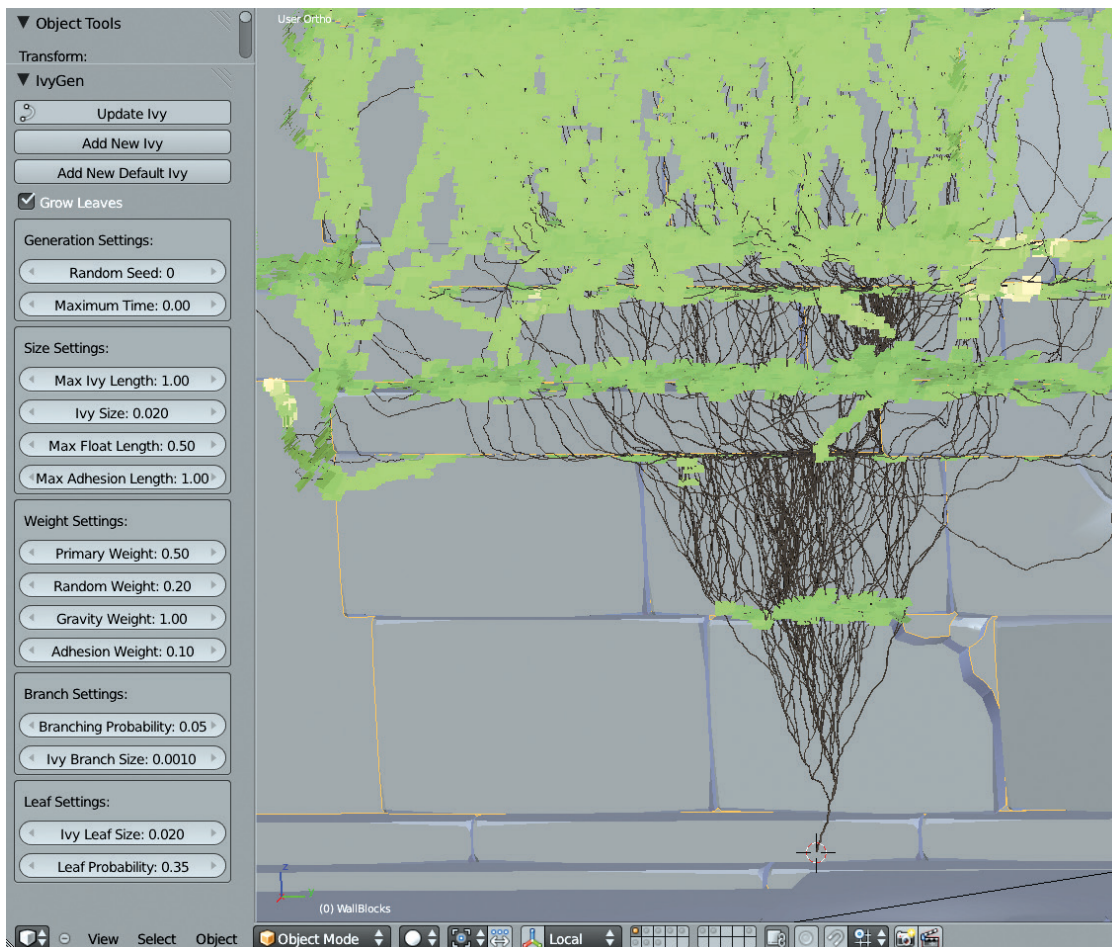 Object Tools
Transform:
IvyGen
Update Ivy
Add New Ivy
Add New Default Ivy
Grow Leaves
Generation Settings:
Random Seed: 0
Maximum Time: 0.00
Size Settings:
Max Ivy Length: 1.00
Ivy Size: 0.020
Max Float Length: 0.50
Max Adhesion Length: 1.00
Weight Settings:
Primary Weight: 0.50
Random Weight: 0.20
Gravity Weight: 1.00
Adhesion Weight: 0.10
Branch Settings:
Branching Probability: 0.05
Ivy Branch Size: 0.0010
Leaf Settings:
Ivy Leaf Size: 0.020
Leaf Probability: 0.35
User Ortho
z
(0) WallBlocks
View Select Object Object Mode Local